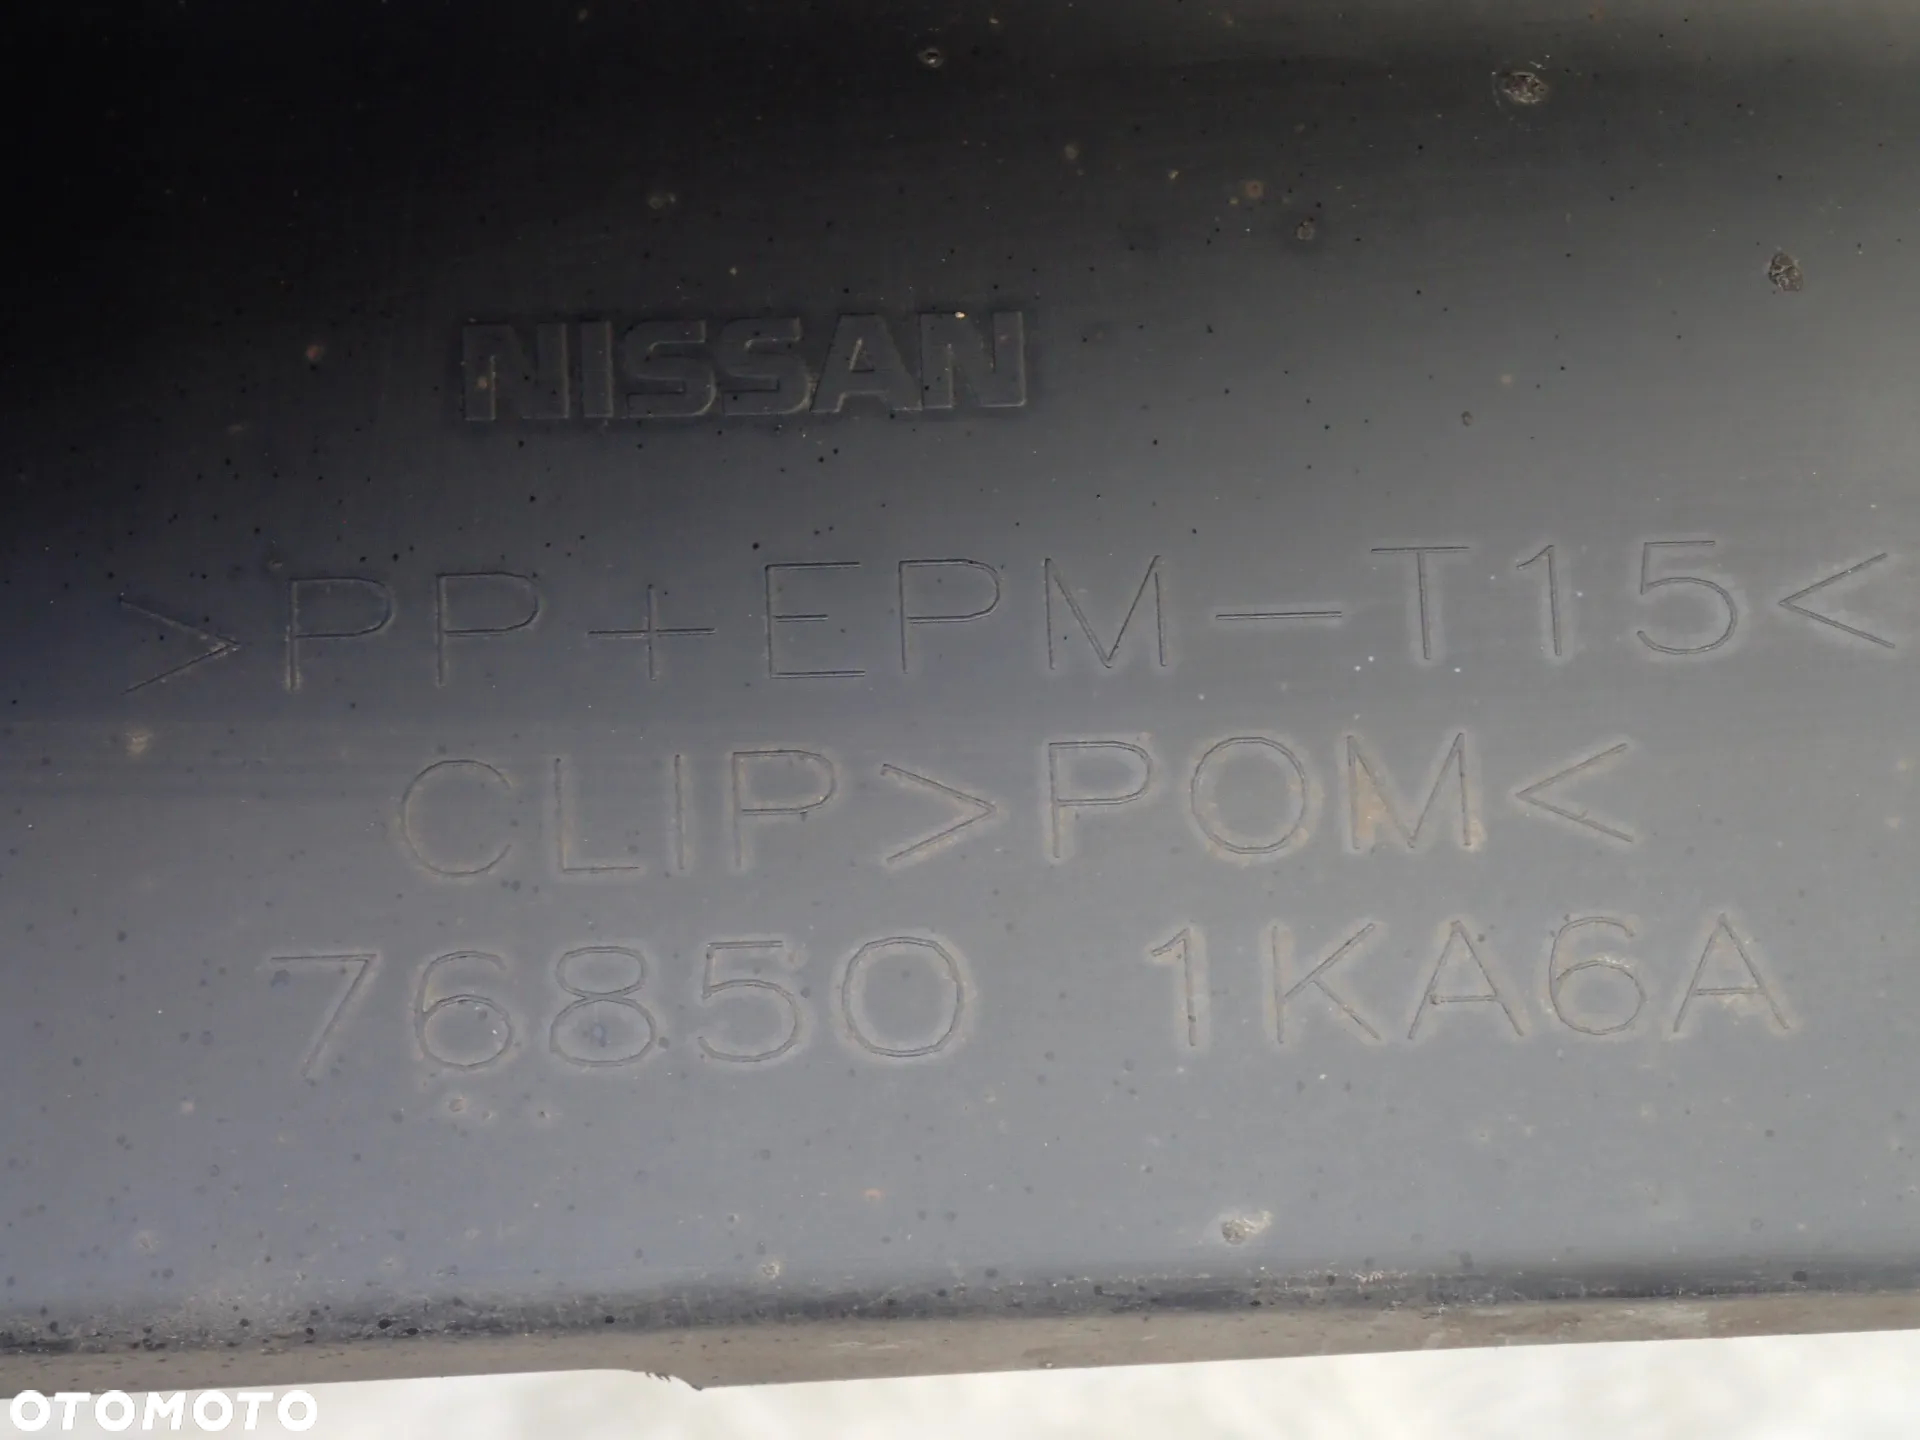 NISSAN
>PP+EPM-T15<
CLIP>POM<
76850 1KA6A
OTOMOTO